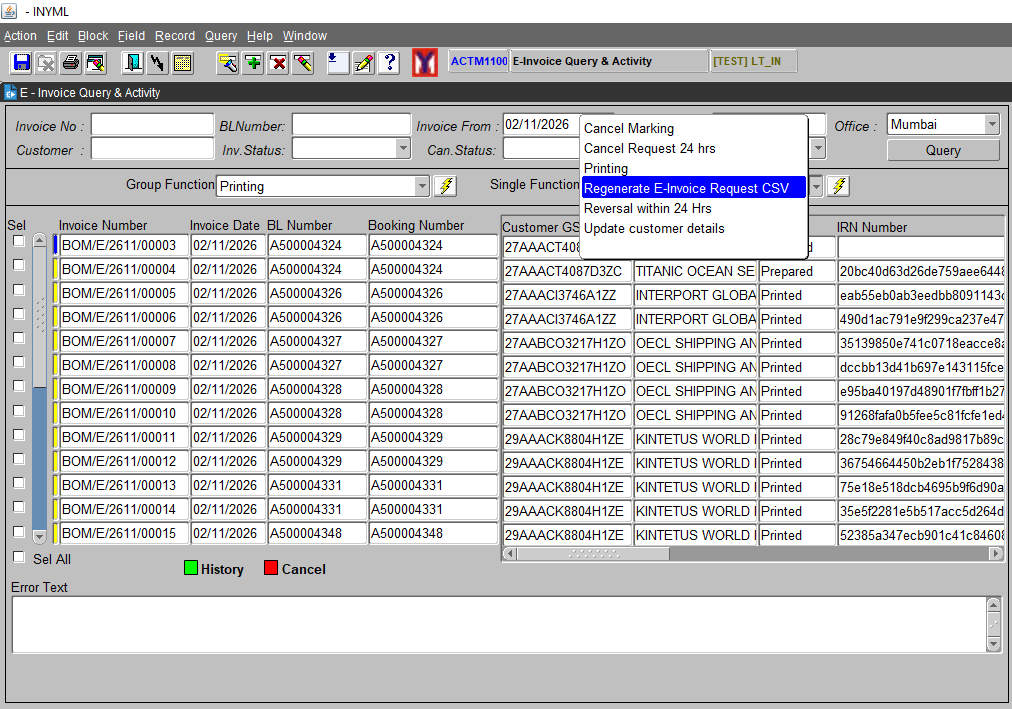 - INYML
Action Edit Block Field Record Query Help Window
ACTM1100 E-Invoice Query & Activity [TEST] LT_IN
E - Invoice Query & Activity
Invoice No : BLNumber: Invoice From : 02/11/2026 Office : Mumbai
Customer : Inv.Status: Can.Status: Query
Group Function Printing Single Function
Cancel Marking
Cancel Request 24 hrs
Printing
Regenerate E-Invoice Request CSV
Reversal within 24 Hrs
Update customer details
Sel Invoice Number Invoice Date BL Number Booking Number Customer GS IRN Number
BOM/E/2611/00003 02/11/2026 A500004324 A500004324 27AAACT408
BOM/E/2611/00004 02/11/2026 A500004324 A500004324 27AAACT4087D3ZC TITANIC OCEAN SE Prepared 20bc40d63d26de759aee6448
BOM/E/2611/00005 02/11/2026 A500004326 A500004326 27AAACI3746A1ZZ INTERPORT GLOBA Printed eab55eb0ab3eedbb8091143c
BOM/E/2611/00006 02/11/2026 A500004326 A500004326 27AAACI3746A1ZZ INTERPORT GLOBA Printed 490d1ac791e9f299ca237e47
BOM/E/2611/00007 02/11/2026 A500004327 A500004327 27AABCO3217H1ZO OECL SHIPPING AN Printed 35139850e741c0718eacce8a
BOM/E/2611/00008 02/11/2026 A500004327 A500004327 27AABCO3217H1ZO OECL SHIPPING AN Printed dccbb13d41b697e143115fce
BOM/E/2611/00009 02/11/2026 A500004328 A500004328 27AABCO3217H1ZO OECL SHIPPING AN Printed e95ba40197d48901f7fbff1b27
BOM/E/2611/00010 02/11/2026 A500004328 A500004328 27AABCO3217H1ZO OECL SHIPPING AN Printed 91268fafa0b5fee5c81fcfe1ed4
BOM/E/2611/00011 02/11/2026 A500004329 A500004329 29AAACK8804H1ZE KINTETUS WORLD Printed 28c79e849f40c8ad9817b89c
BOM/E/2611/00012 02/11/2026 A500004329 A500004329 29AAACK8804H1ZE KINTETUS WORLD Printed 36754664450b2eb1f7528438
BOM/E/2611/00013 02/11/2026 A500004331 A500004331 29AAACK8804H1ZE KINTETUS WORLD Printed 75e18e518dcb4695b9f6d90a
BOM/E/2611/00014 02/11/2026 A500004331 A500004331 29AAACK8804H1ZE KINTETUS WORLD Printed 35e5f2281e5b517acc5d264d
BOM/E/2611/00015 02/11/2026 A500004348 A500004348 29AAACK8804H1ZE KINTETUS WORLD Printed 52385a347ecb901c41c84608
Sel All
History Cancel
Error Text